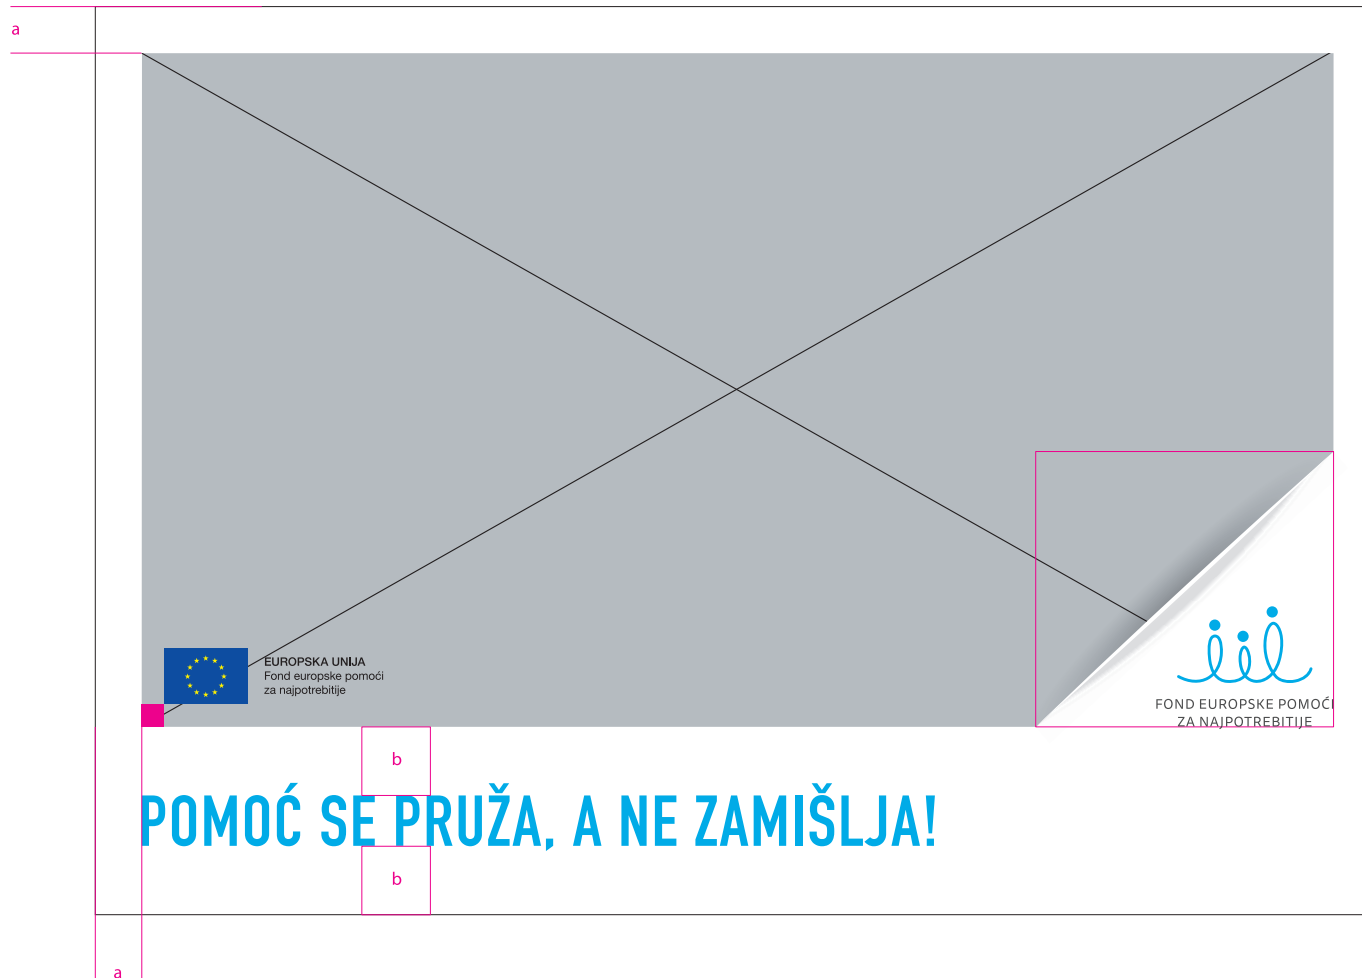 a
EUROPSKA UNIJA
Fond europske pomoći
za najpotrebitije
FOND EUROPSKE POMOĆI
ZA NAJPOTREBITIJE
b
POMOĆ SE PRUŽA, A NE ZAMIŠLJA!
b
a